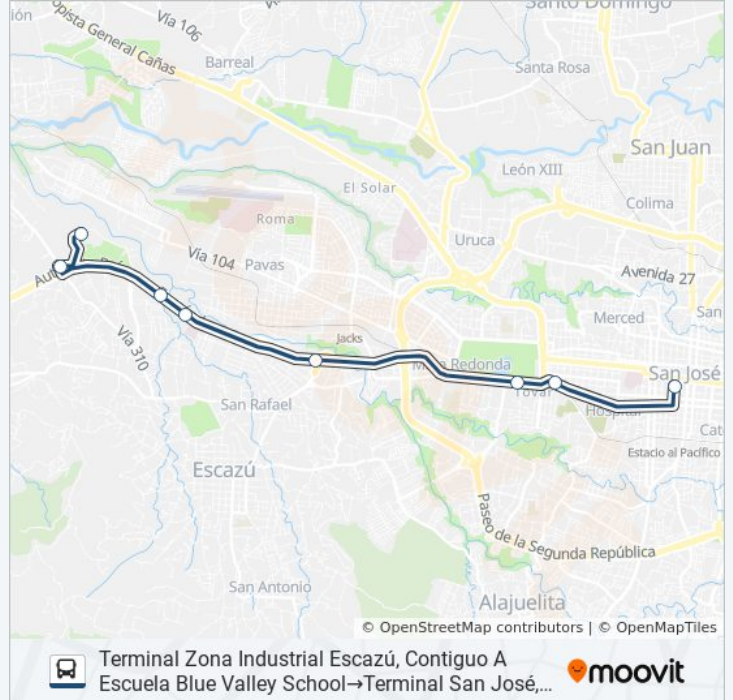 Santo Domingo
Vía 106
opista General Cañas
Barreal
Santa Rosa
San Juan
León XIII
El Solar
Colima
Roma
Uruca
Vía 104
Pavas
Avenida 27
Merced
San
Vía 310
Jacks
Redonda
San José
San Rafael
Hospital
Cat
Estacio al Pacífico
Escazú
Paseo de la Segunda República
San Antonio
Alajuelita
© OpenStreetMap contributors | © OpenMapTiles
Terminal Zona Industrial Escazú, Contiguo A
Escuela Blue Valley School→Terminal San José,...
moovit